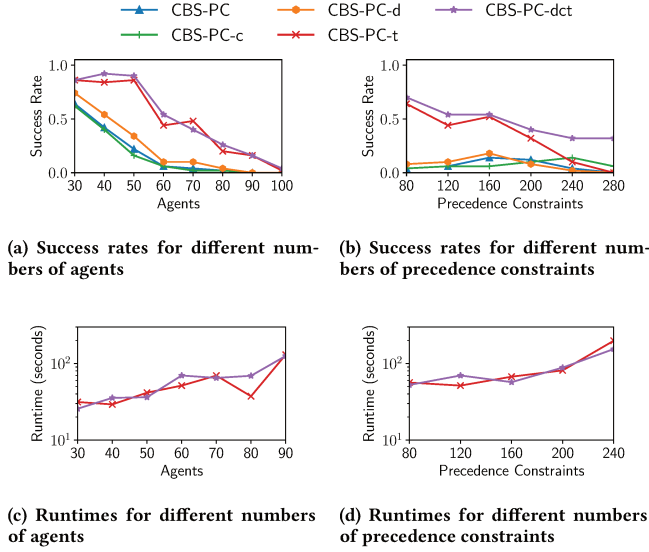 CBS-PC CBS-PC-d CBS-PC-dct
CBS-PC-c CBS-PC-t
1.0
0.5
0.0
Success Rate
30 40 50 60 70 80 90 100
Agents
1.0
0.5
0.0
Success Rate
80 120 160 200 240 280
Precedence Constraints
(a) Success rates for different num-
bers of agents
(b) Success rates for different num-
bers of precedence constraints
10²
10¹
Runtime (seconds)
30 40 50 60 70 80 90
Agents
10²
10¹
Runtime (seconds)
80 120 160 200 240
Precedence Constraints
(c) Runtimes for different numbers
of agents
(d) Runtimes for different numbers
of precedence constraints